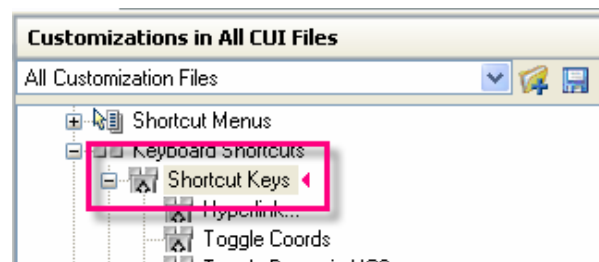 Customizations in All CUI Files
All Customization Files
Shortcut Menus
Keyboard Shortcuts
Shortcut Keys
Hyperlink...
Toggle Coords